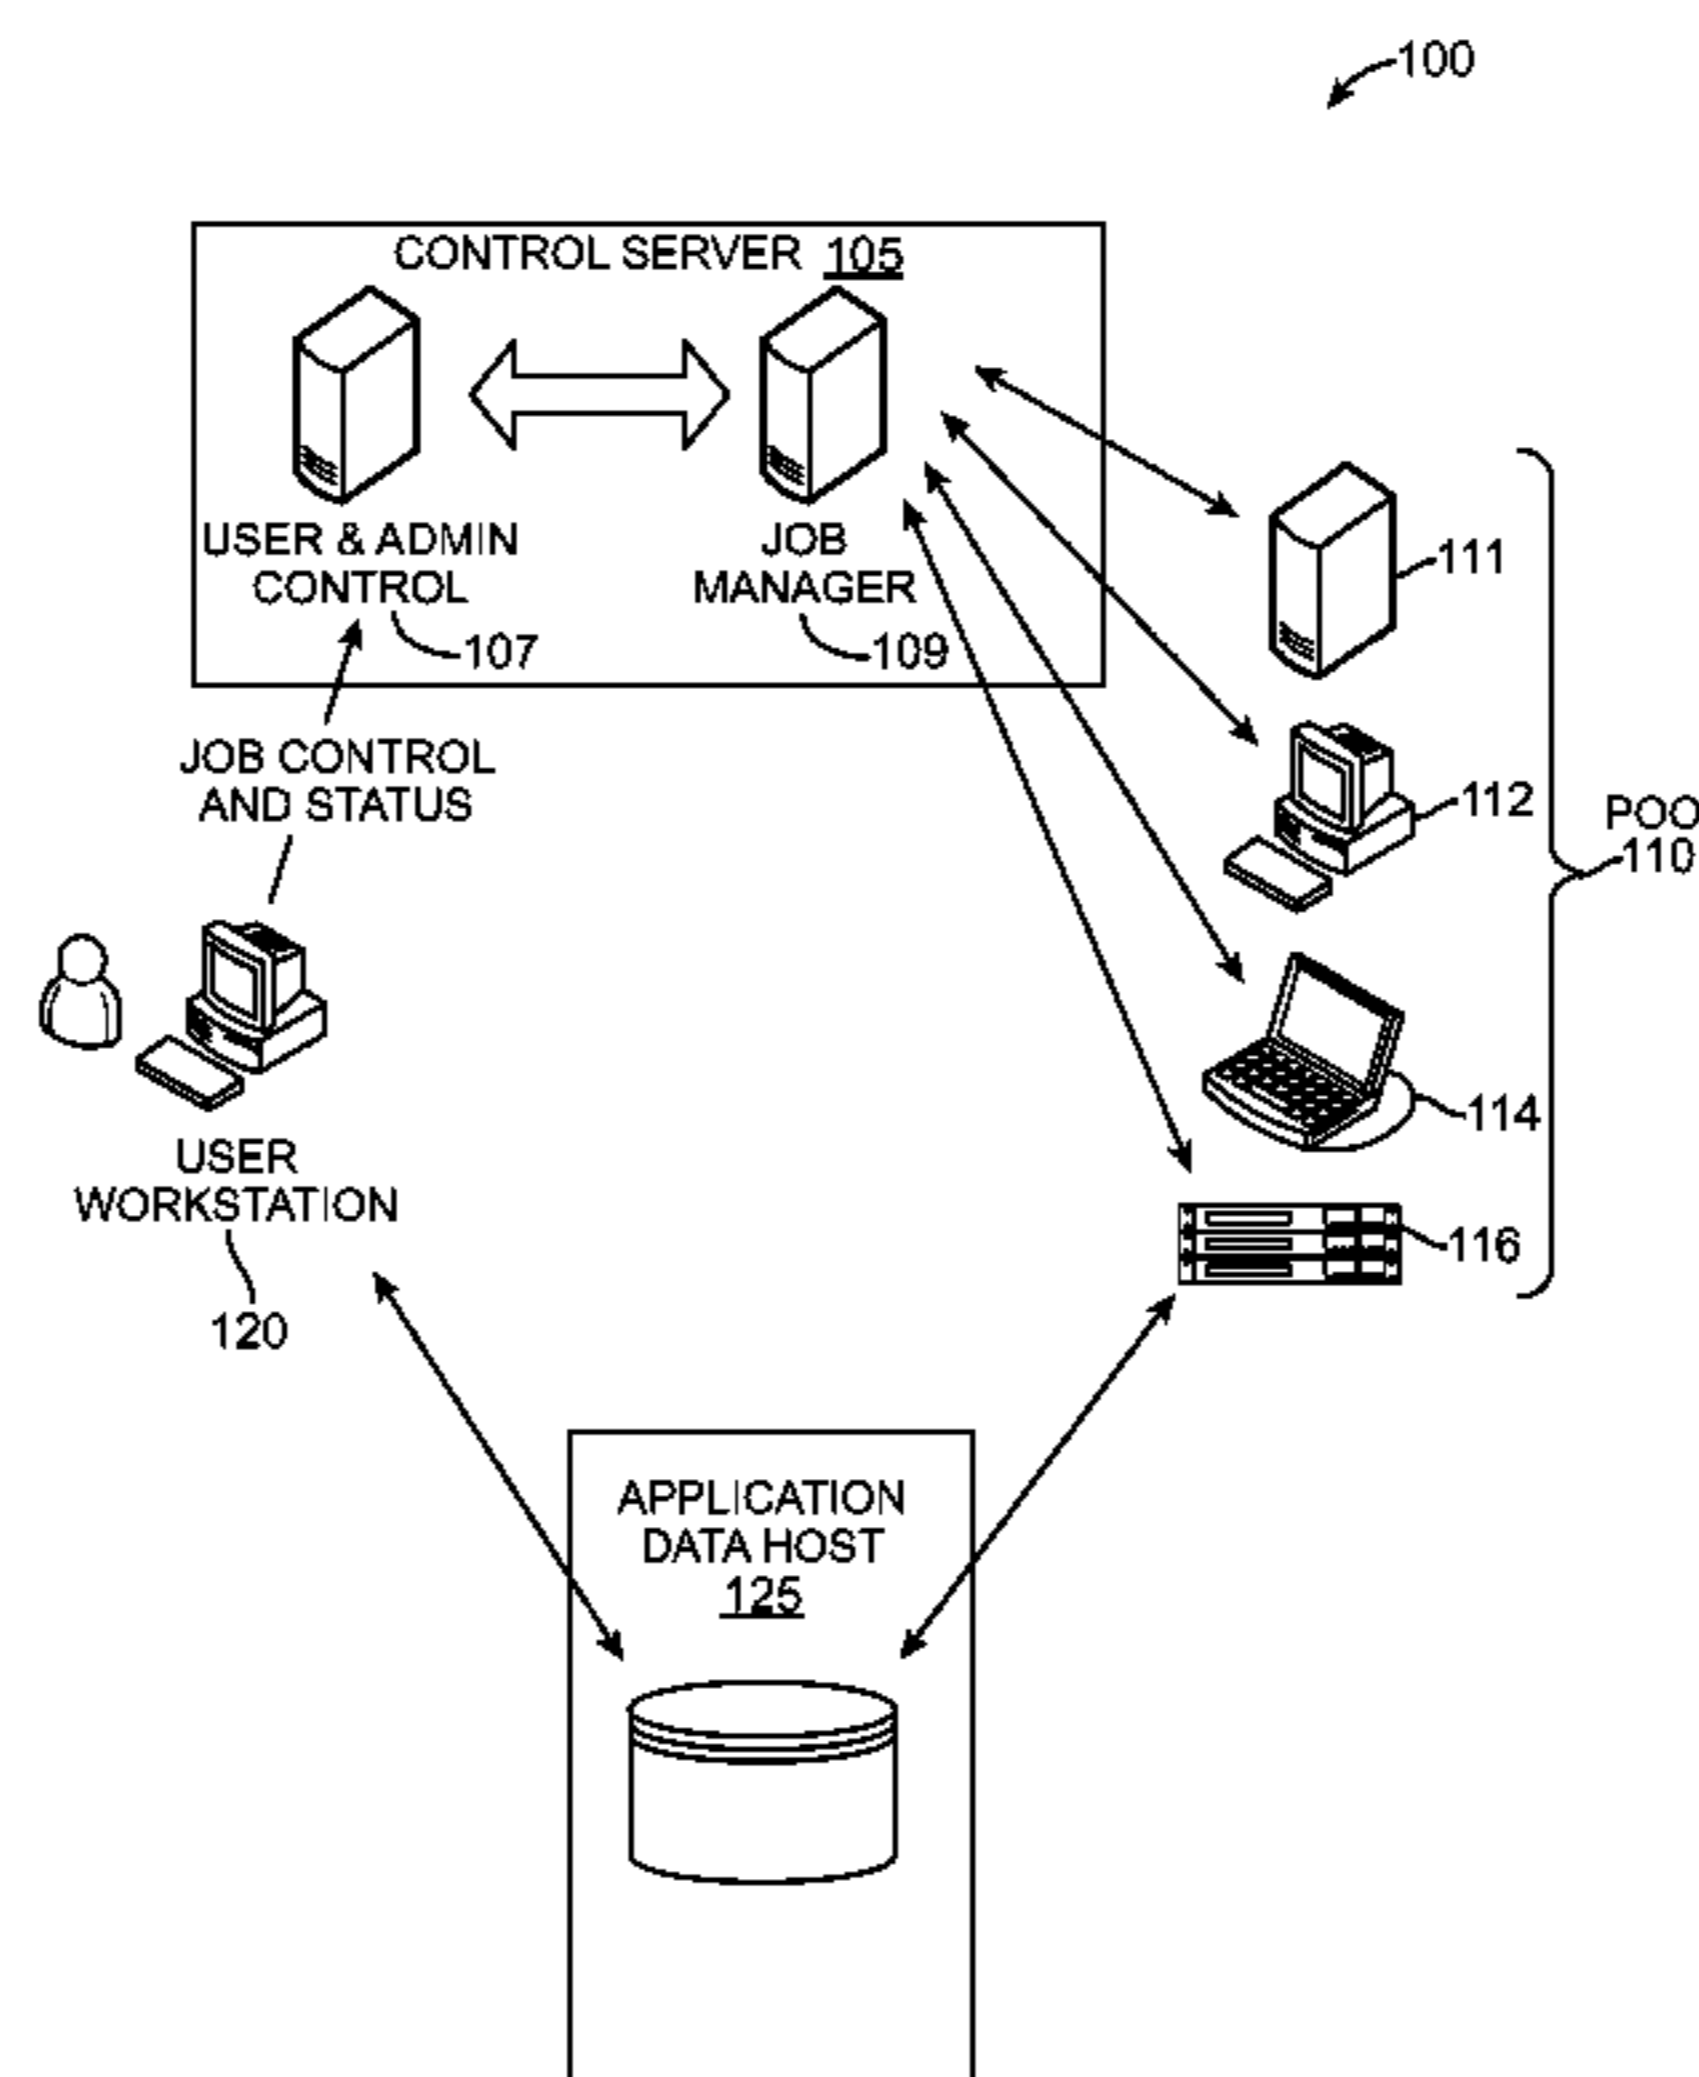 100
CONTROL SERVER 105
USER & ADMIN
CONTROL
107
JOB
MANAGER
109
JOB CONTROL
AND STATUS
USER
WORKSTATION
120
111
112
114
116
POO
110
APPLICATION
DATA HOST
125